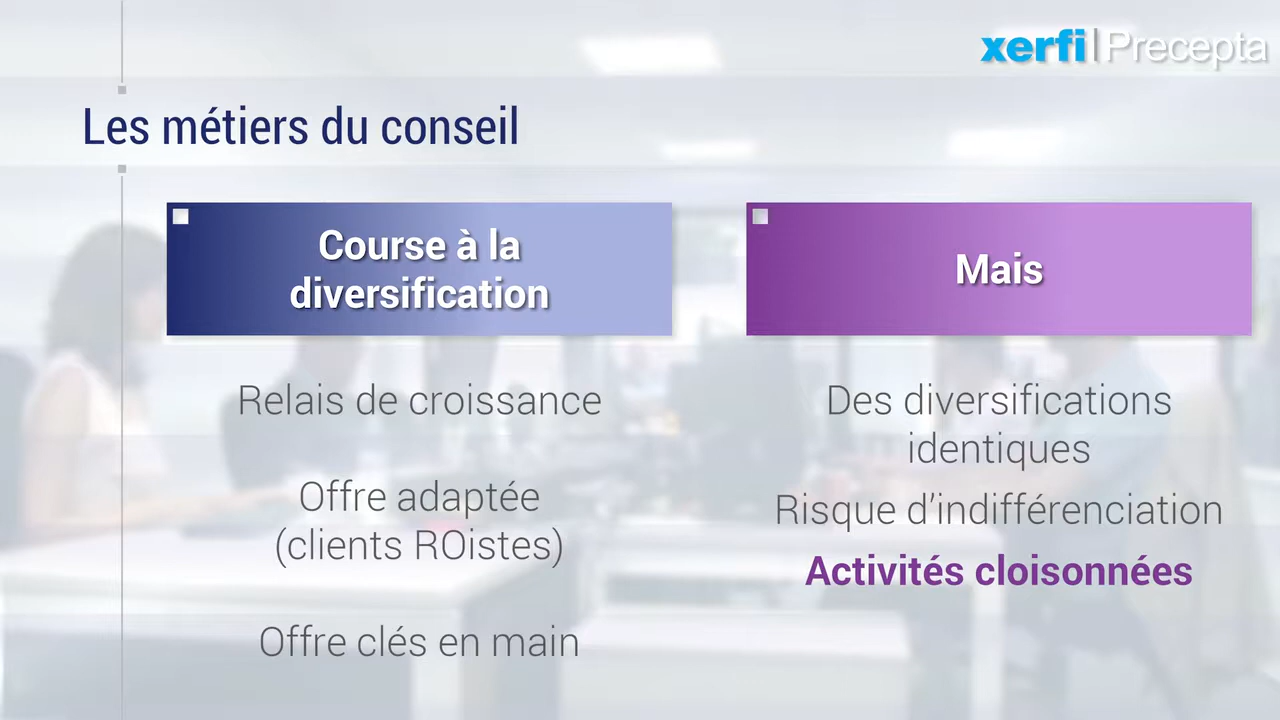 xerfi|Precepta
Les métiers du conseil
Course à la
diversification
Relais de croissance
Offre adaptée
(clients ROistes)
Offre clés en main
Mais
Des diversifications
identiques
Risque d'indifférenciation
Activités cloisonnées